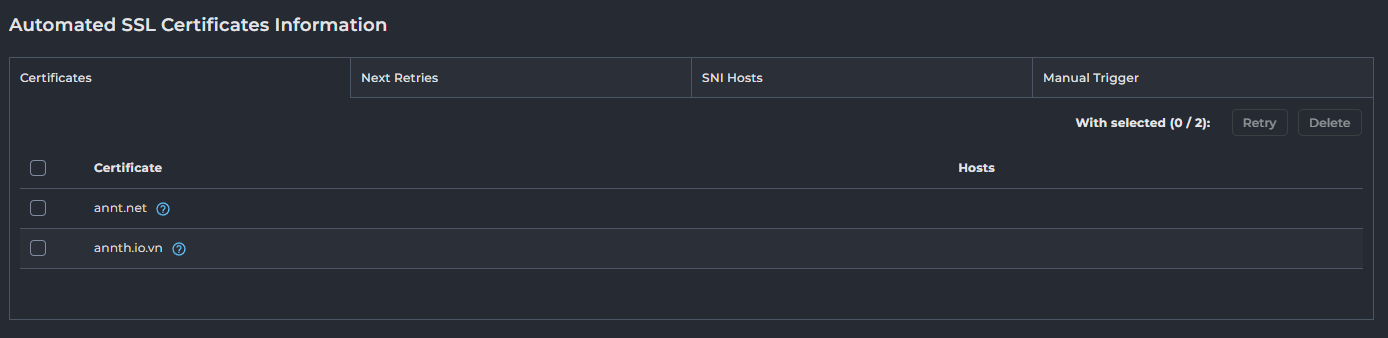 Automated SSL Certificates Information
Certificates Next Retries SNI Hosts Manual Trigger
With selected (0 / 2): Retry Delete
Certificate Hosts
annt.net
annth.io.vn